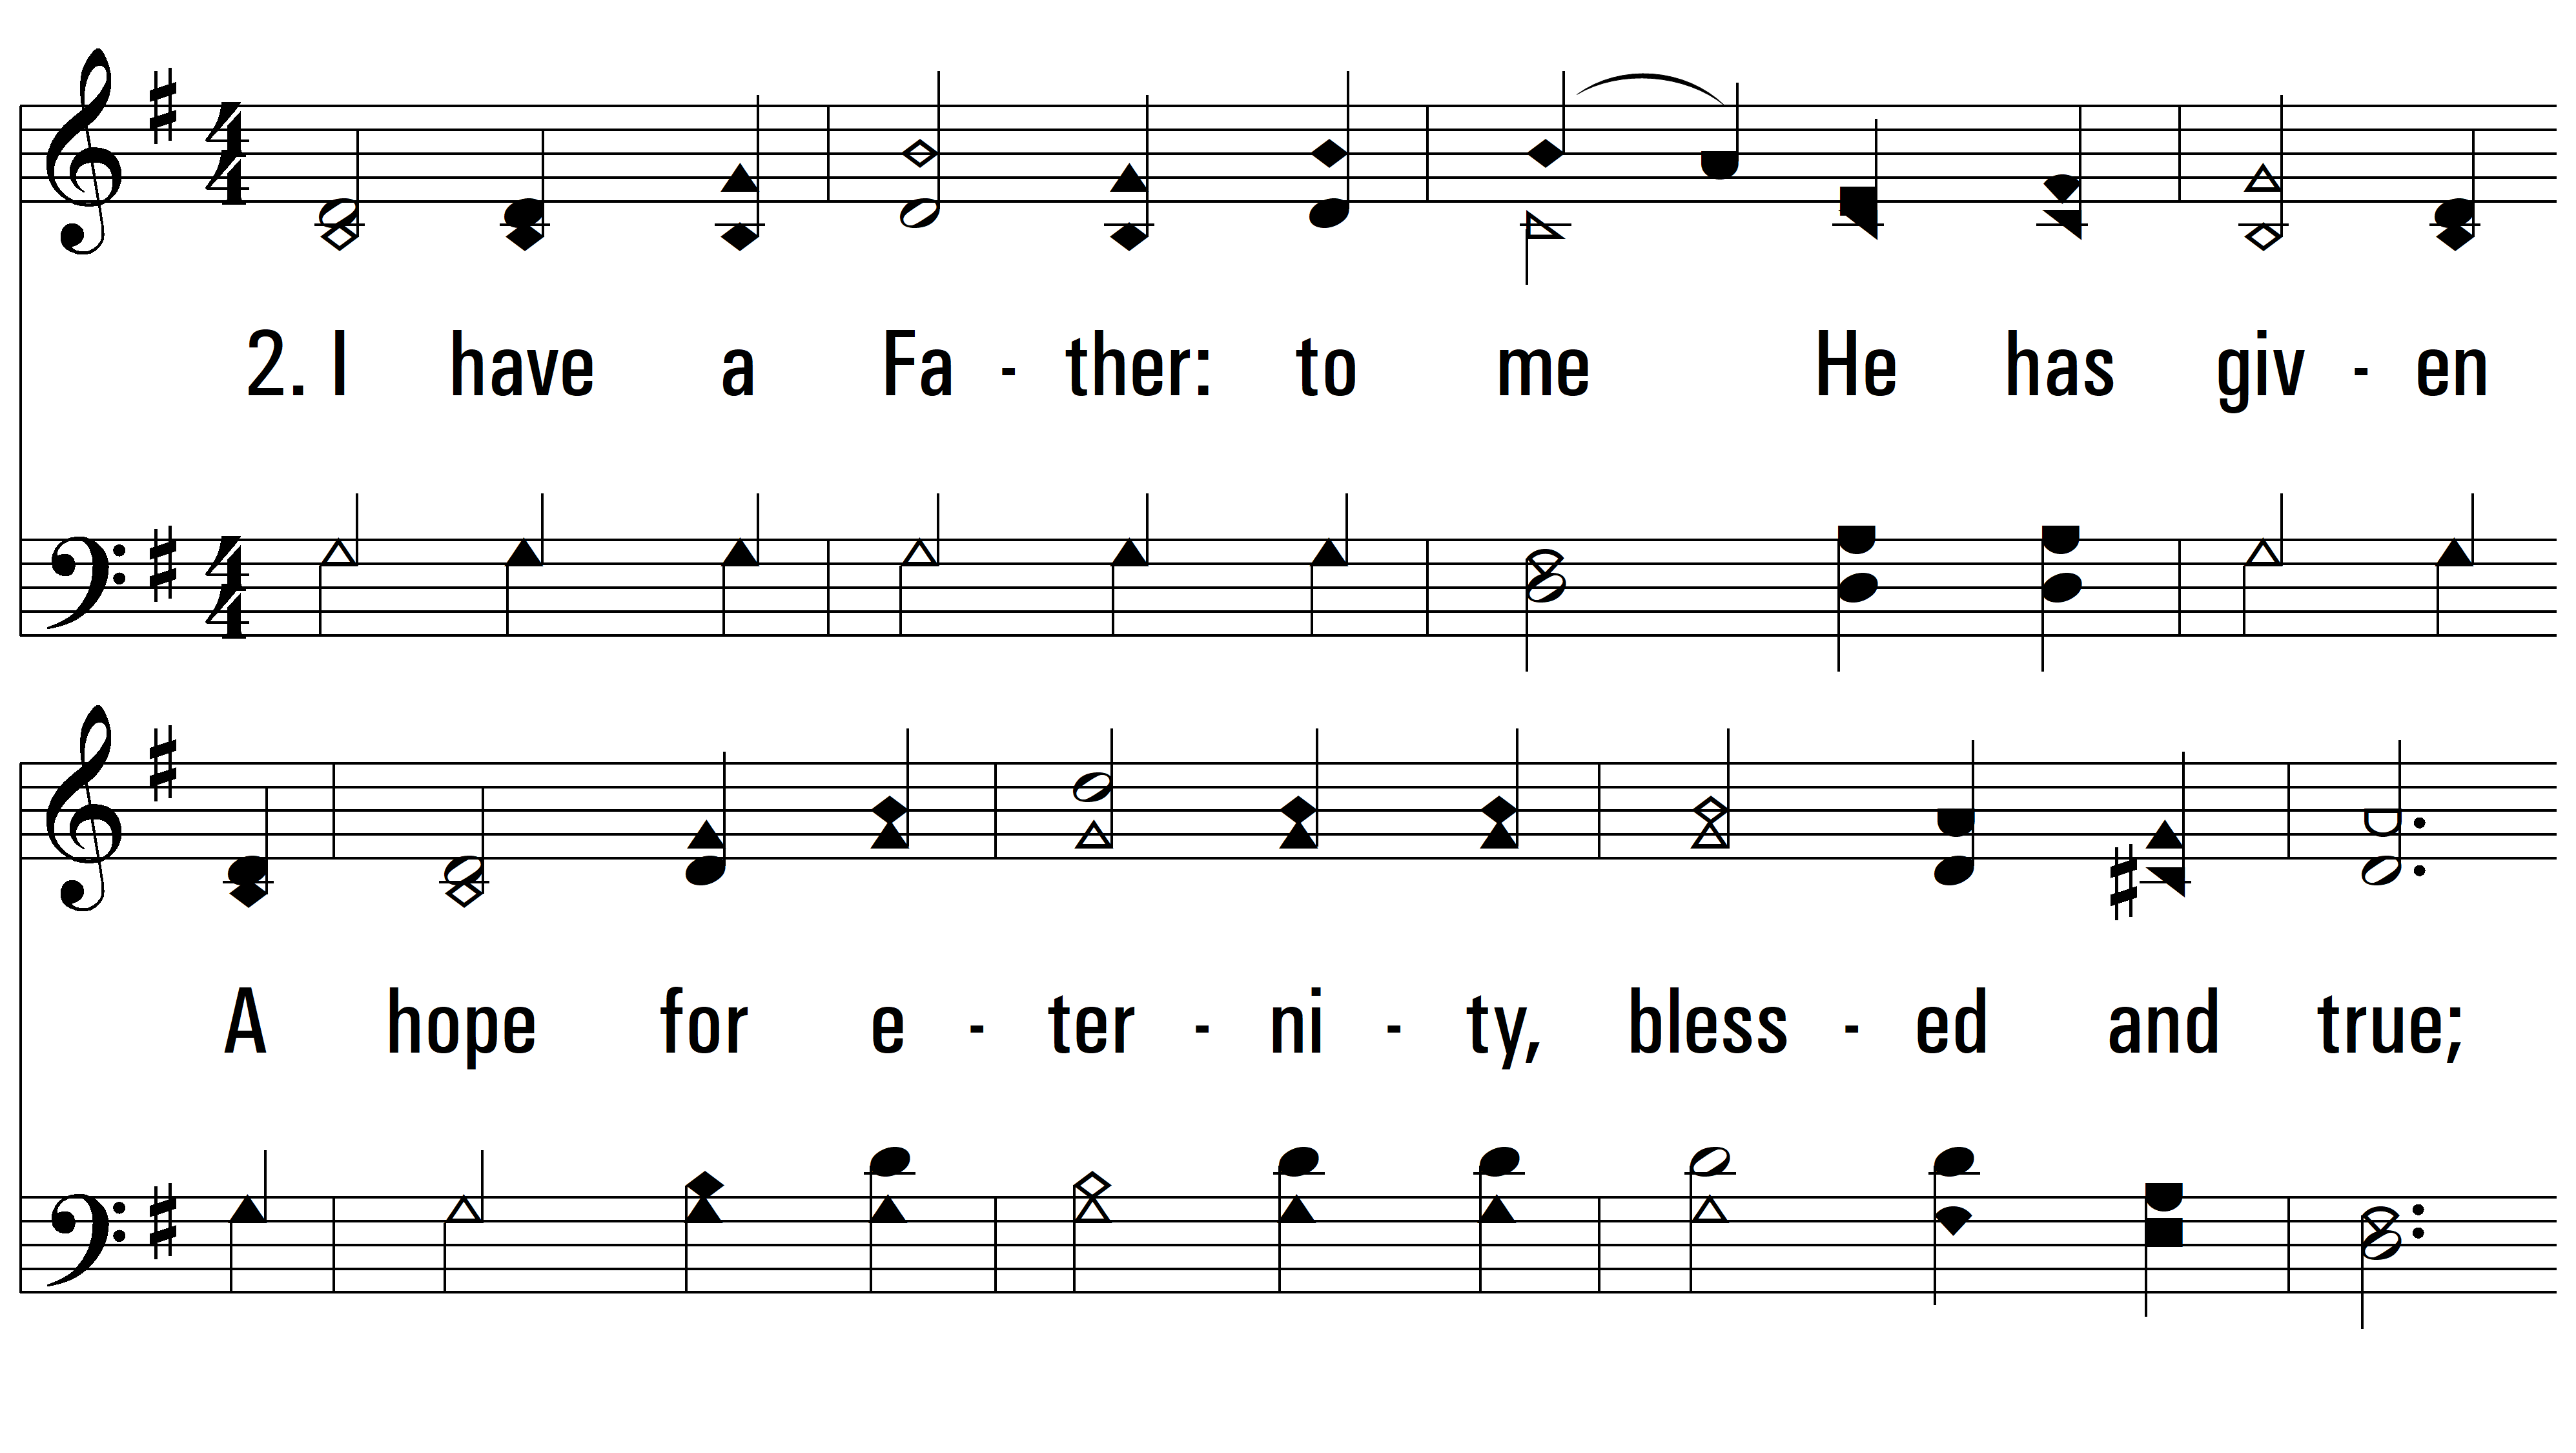 2. I have a Fa - ther: to me He has giv - en
A hope for e - ter - ni - ty, bless - ed and true;